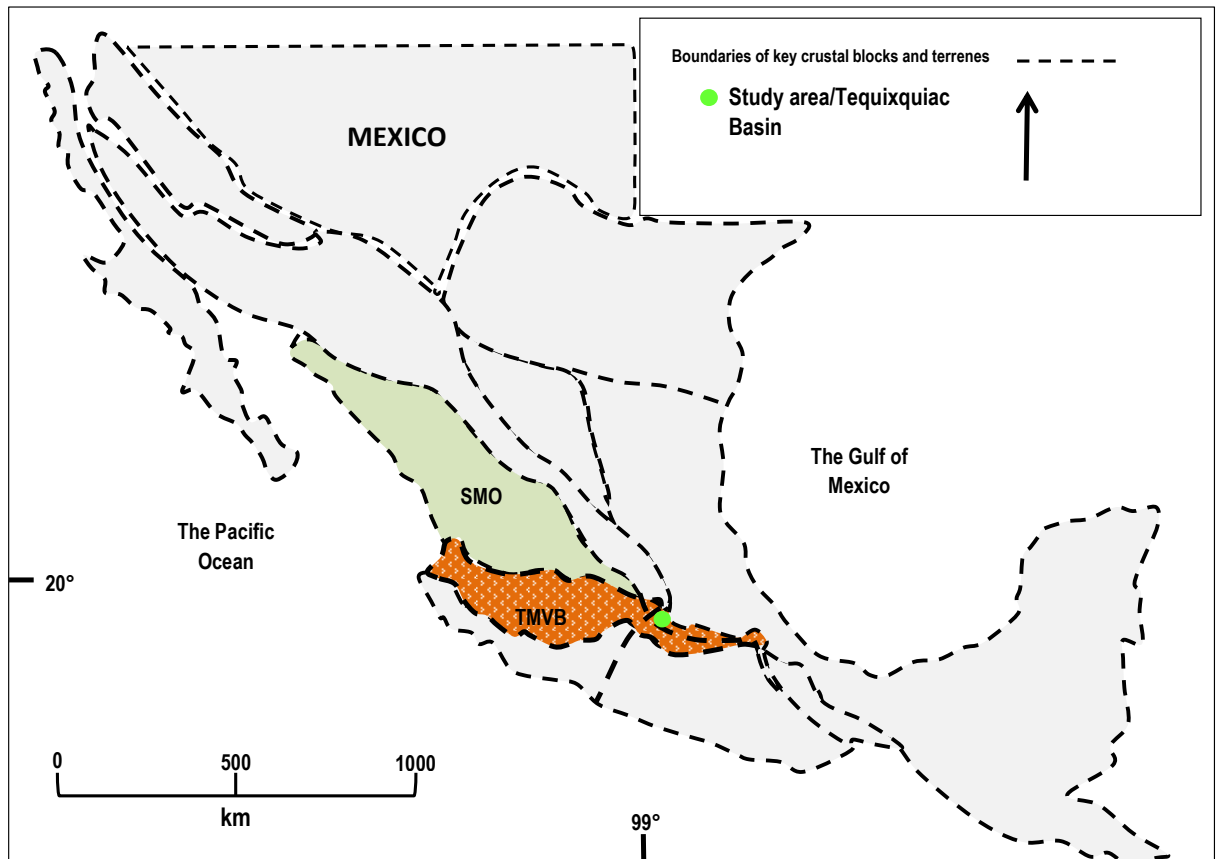 Boundaries of key crustal blocks and terrenes
Study area/Tequixquiac
Basin
MEXICO
The Gulf of
Mexico
SMO
The Pacific
Ocean
20°
TMVB
0 500 1000
km
99°